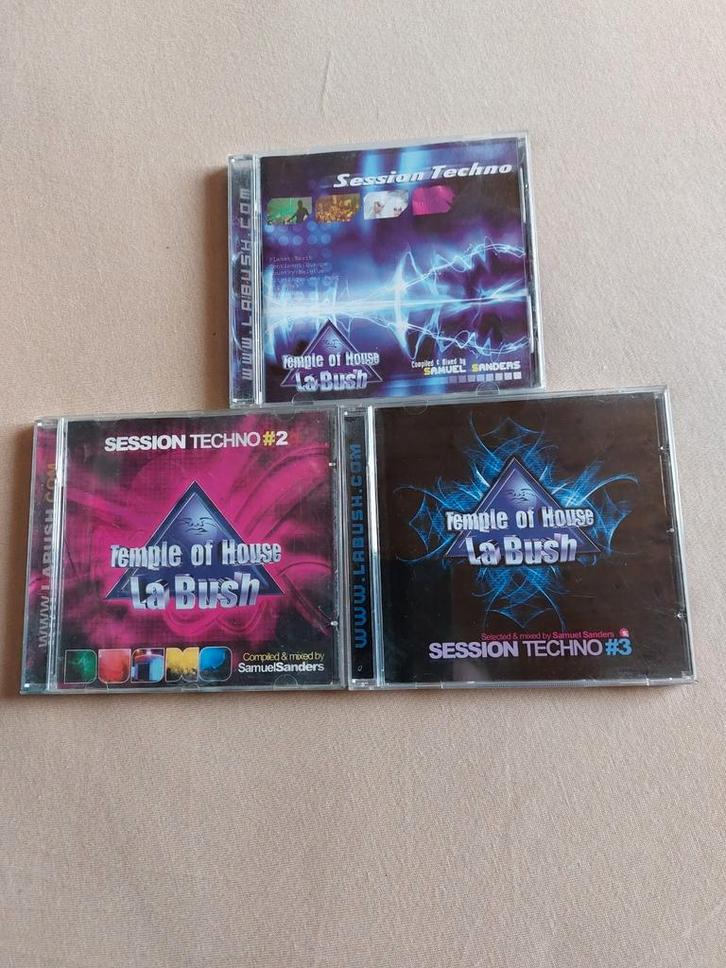 WWW.LABUSH.COM
Session Techno
Temple of House
La Bush
Compiled & Mixed by
SAMUEL SANDERS
WWW.LABUSH.COM
SESSION TECHNO #2
Temple of House
La Bush
Compiled & mixed by
SamuelSanders
WWW.LABUSH.COM
Temple of House
La Bush
Selected & mixed by Samuel Sanders
SESSION TECHNO #3